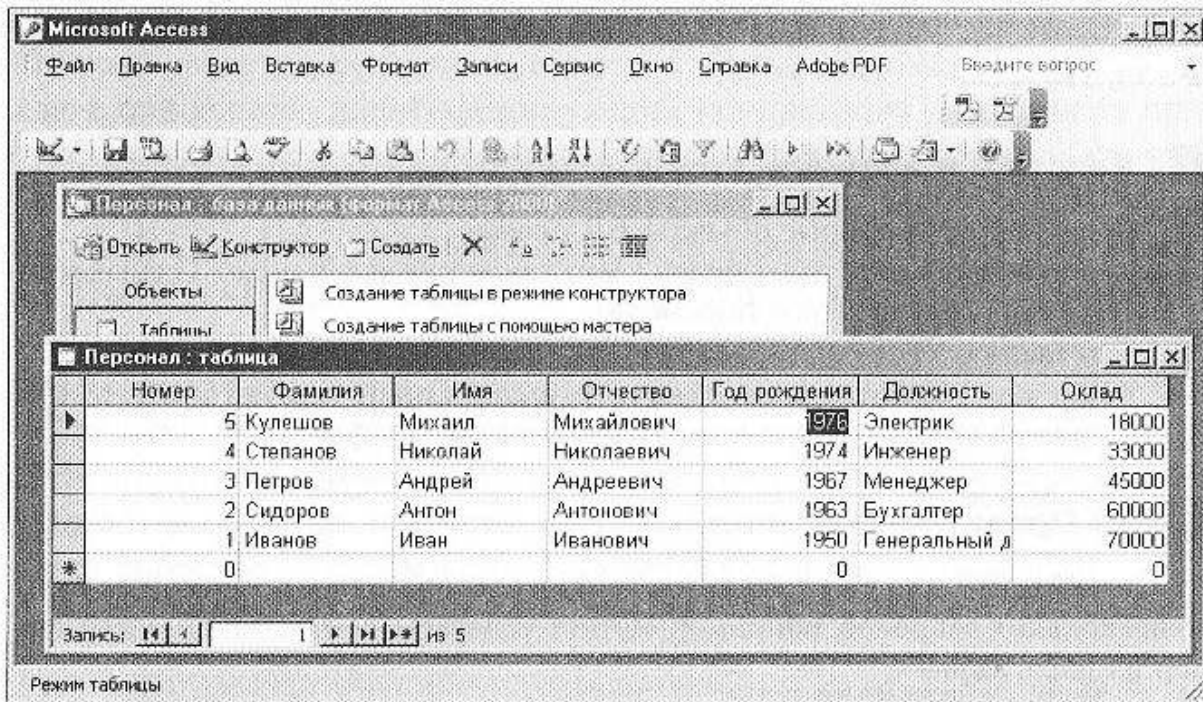 Microsoft Access
Файл Правка Вид Вставка Формат Записи Сервис Окно Справка Adobe PDF Введите вопрос
Персонал : база данных (формат Access
Открыть Конструктор Создать
Объекты
Создание таблицы в режиме конструктора
Таблицы
Создание таблицы с помощью мастера
Персонал : таблица
Номер Фамилия Имя Отчество Год рождения Должность Оклад
5 Кулешов Михаил Михайлович 1976 Электрик 18000
4 Степанов Николай Николаевич 1974 Инженер 33000
3 Петров Андрей Андреевич 1967 Менеджер 45000
2 Сидоров Антон Антонович 1963 Бухгалтер 60000
1 Иванов Иван Иванович 1950 Генеральный д 70000
0 0 0
Запись: 1 из 5
Режим таблицы